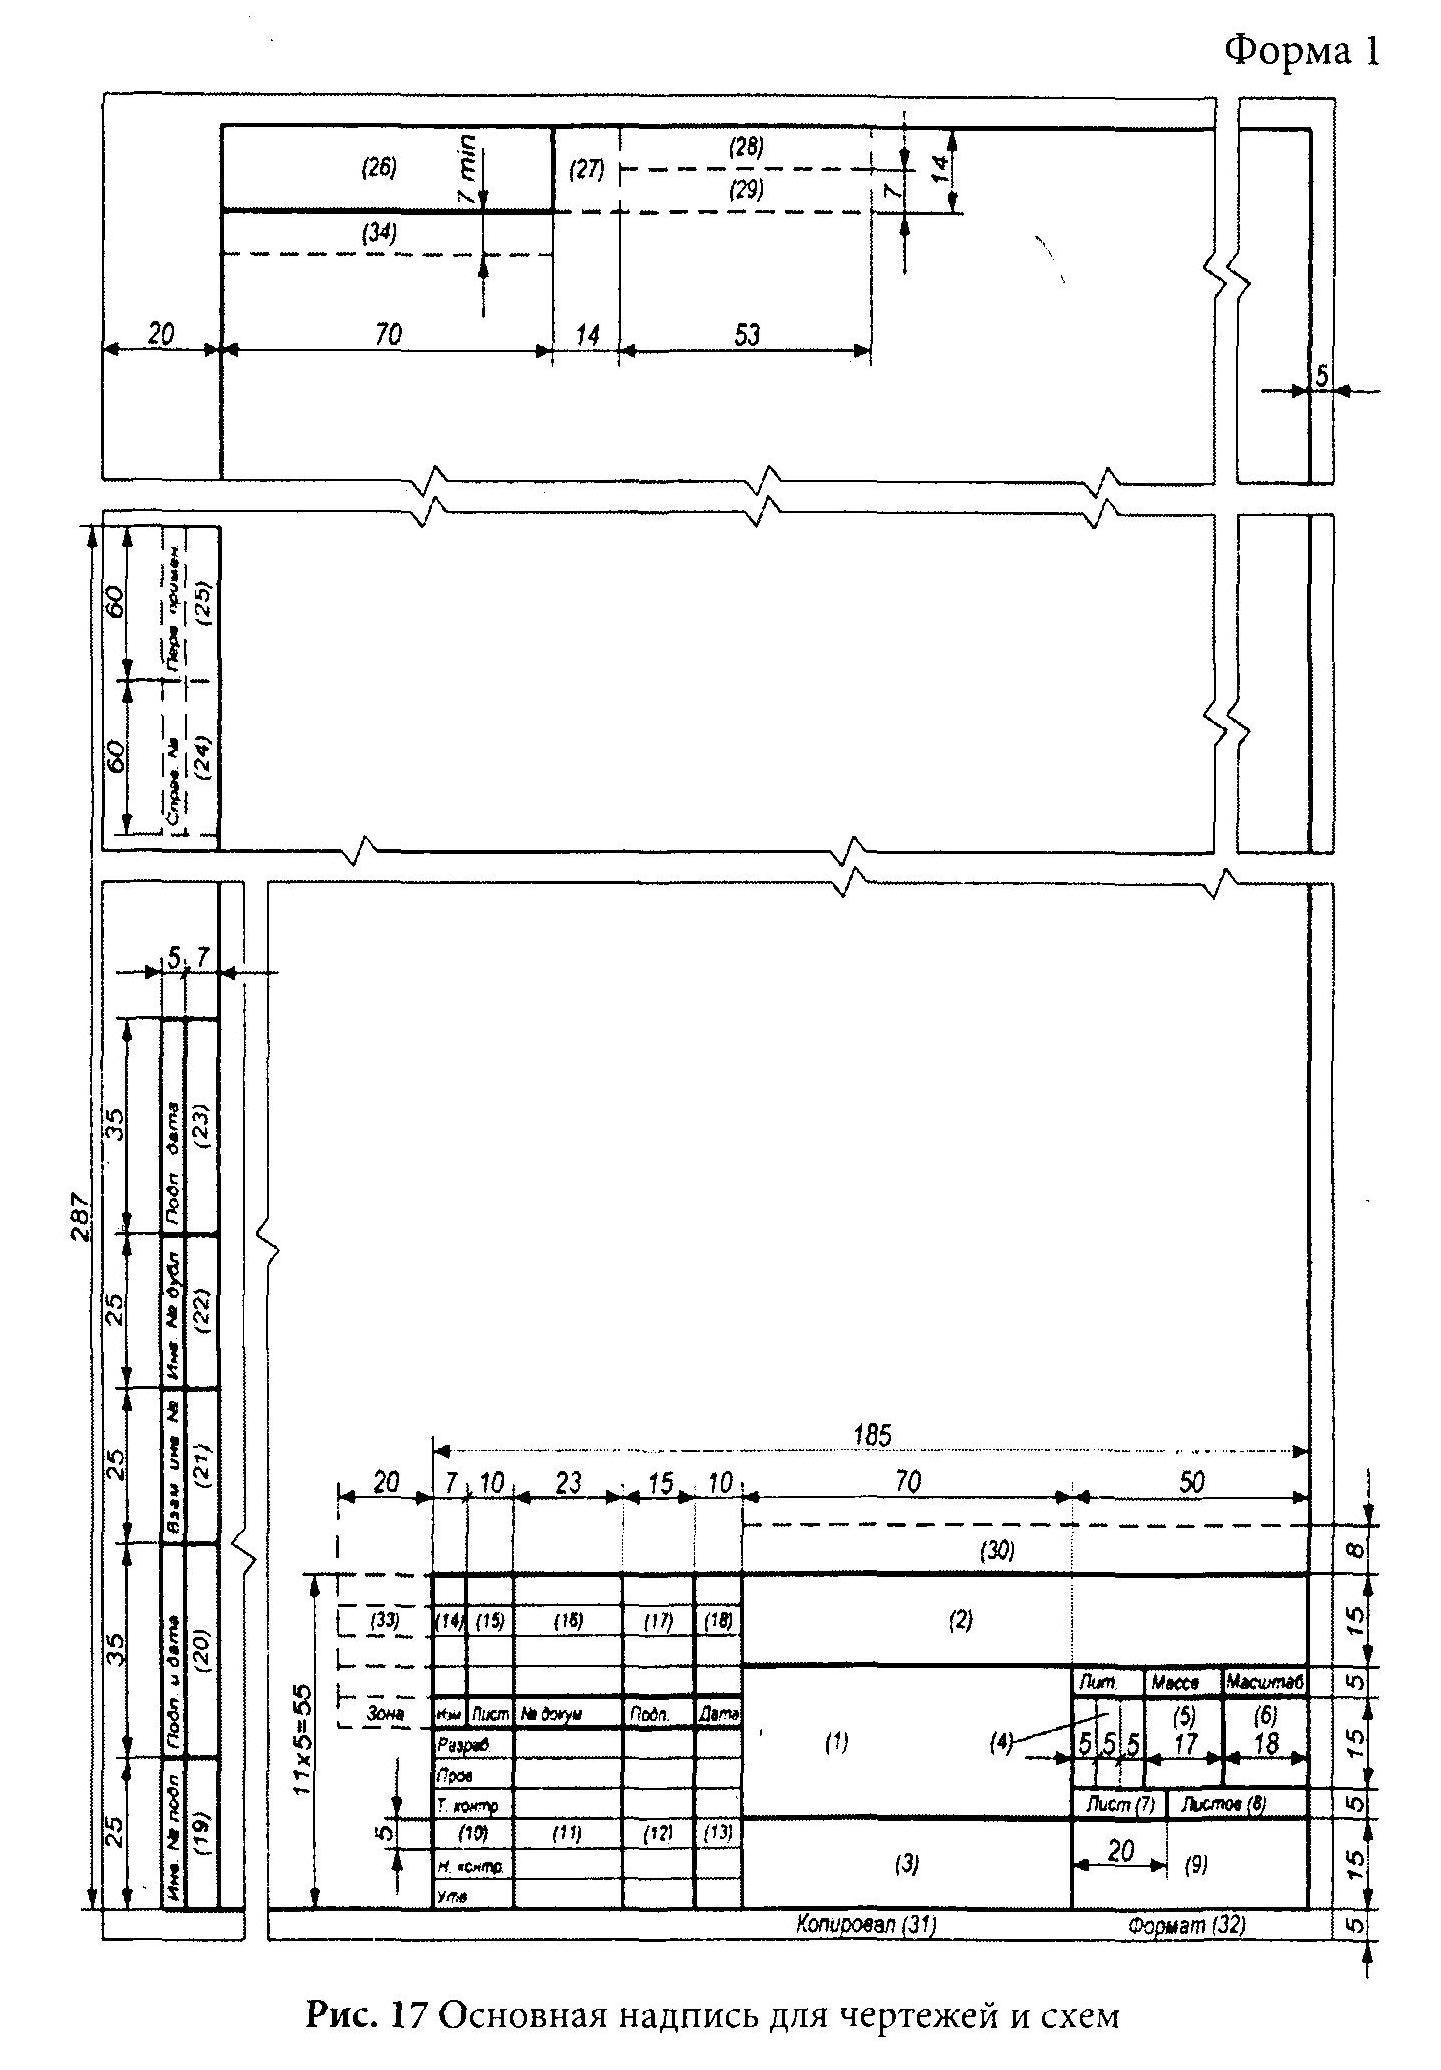 Форма 1
(26)
7 min
(27)
(28)
(29)
7
14
(34)
20
70
14
53
5
60
Перв примен
(25)
60
Справ. №
(24)
5
7
287
35
Подп дата
(23)
25
Инв № дубл
(22)
25
Взам инв №
(21)
35
Подп и дата
(20)
25
Инв. № подп
(19)
185
20
7
10
23
15
10
70
50
(30)
8
(33)
(14)
(15)
(16)
(17)
(18)
(2)
15
11x5=55
Лит.
Масса
Масштаб
5
Зона
Изм
Лист
№ докум
Подп.
Дата
(1)
(4)
(5)
(6)
5
5
5
17
18
15
Разраб
Пров
Т. контр
Лист (7)
Листов (8)
5
5
(10)
(11)
(12)
(13)
(3)
20
(9)
15
Н. контр.
Утв
Копировал (31)
Формат (32)
5
Рис. 17 Основная надпись для чертежей и схем